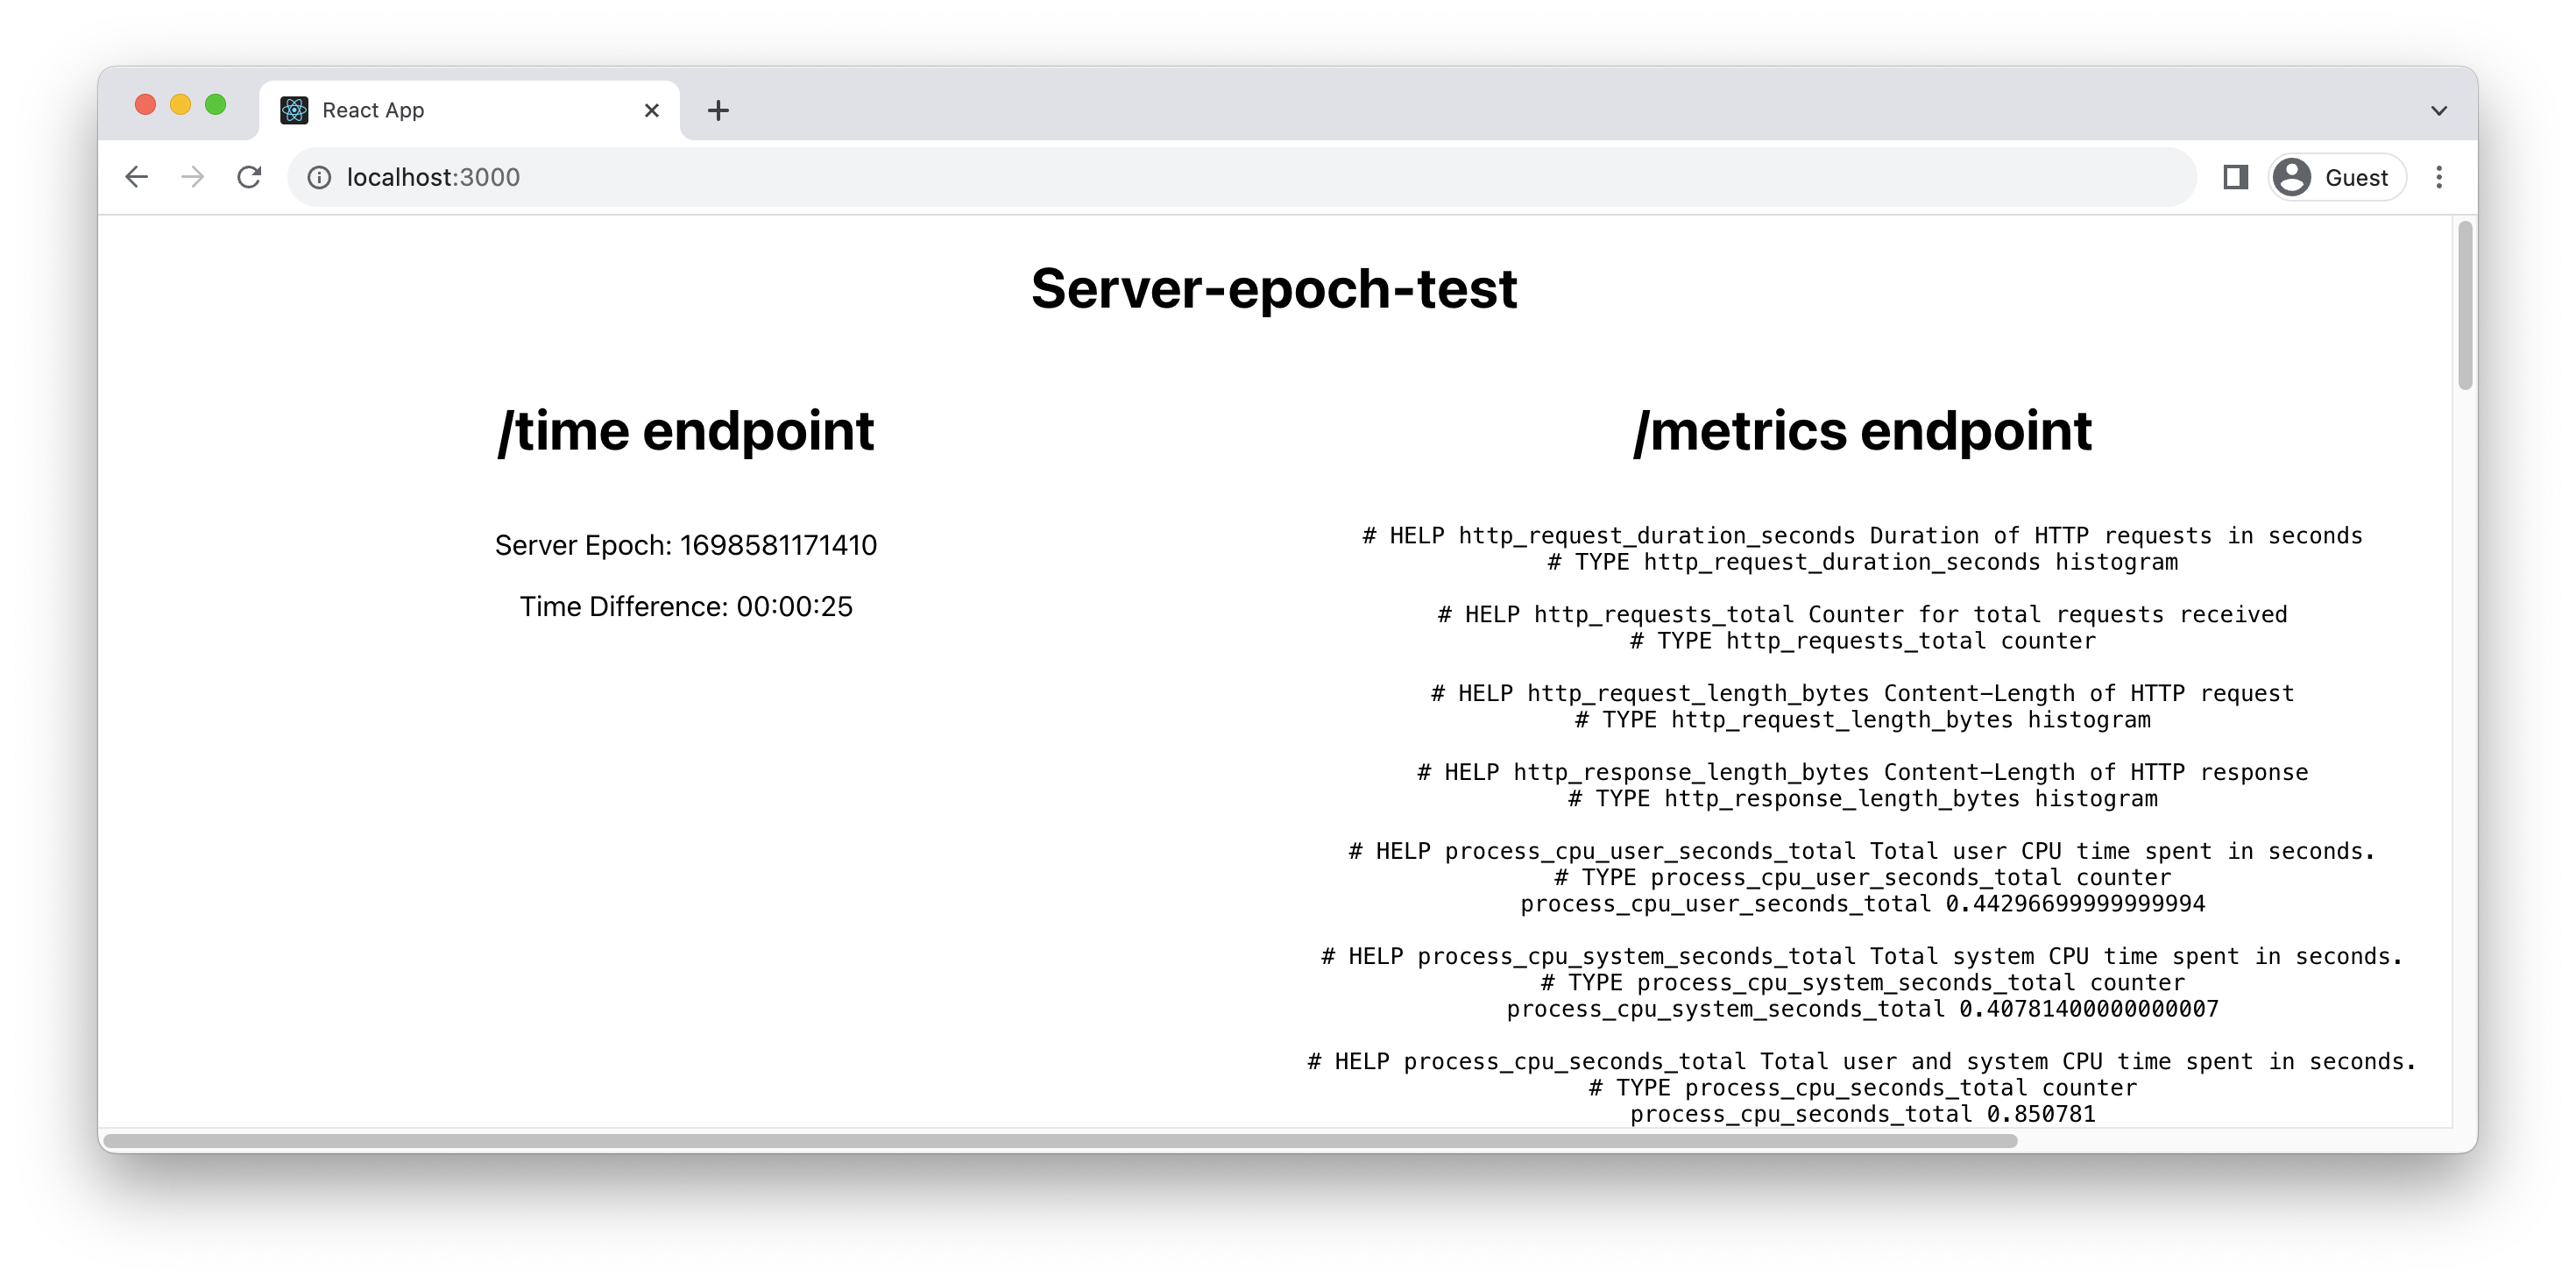 React App
localhost:3000
Guest
Server-epoch-test
/time endpoint
Server Epoch: 1698581171410
Time Difference: 00:00:25
/metrics endpoint
# HELP http_request_duration_seconds Duration of HTTP requests in seconds
# TYPE http_request_duration_seconds histogram
# HELP http_requests_total Counter for total requests received
# TYPE http_requests_total counter
# HELP http_request_length_bytes Content-Length of HTTP request
# TYPE http_request_length_bytes histogram
# HELP http_response_length_bytes Content-Length of HTTP response
# TYPE http_response_length_bytes histogram
# HELP process_cpu_user_seconds_total Total user CPU time spent in seconds.
# TYPE process_cpu_user_seconds_total counter
process_cpu_user_seconds_total 0.44296699999999994
# HELP process_cpu_system_seconds_total Total system CPU time spent in seconds.
# TYPE process_cpu_system_seconds_total counter
process_cpu_system_seconds_total 0.40781400000000007
# HELP process_cpu_seconds_total Total user and system CPU time spent in seconds.
# TYPE process_cpu_seconds_total counter
process_cpu_seconds_total 0.850781